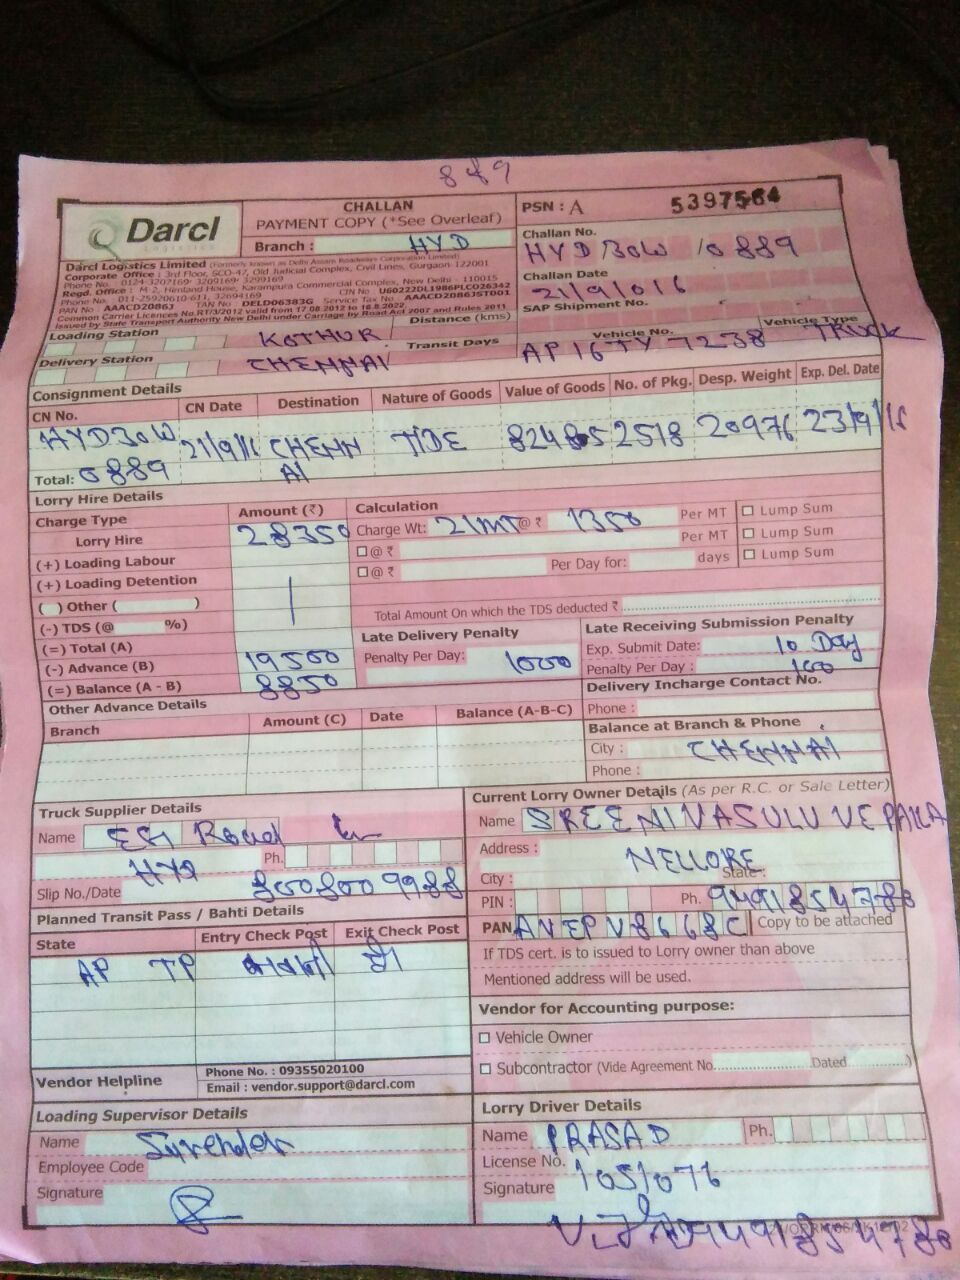 889
Darcl
Logistics
CHALLAN
PAYMENT COPY (*See Overleaf)
Branch : HYD
PSN : A 5397564
Challan No.
HYD/BOW/0889
Challan Date
21/9/016
SAP Shipment No.
Darcl Logistics Limited (Formerly known as Delhi Assam Roadways Corporation Limited)
Corporate Office : 3rd Floor, SCO-47, Old Judicial Complex, Civil Lines, Gurgaon-122001
Phone No. 0124-3207169; 3209169; 3299169 CIN No U60222DL1986PLC026342
Regd. Office : M 2, Himland House, Karampura Commercial Complex, New Delhi - 110015
Phone No. : 011-25920610-611, 32694169 Service Tax No
PAN No : AAACD2086J TAN No : DELD06383G
Common Carrier Licences No.RT/3/2012 valid from 17 08 2012 to 16.8.2022
Issued by State Transport Authority New Delhi under Carriage by Road Act 2007 and Rules 2011
Loading Station KOTHUR Distance (kms)
Delivery Station CHENNAI Transit Days
Vehicle No. Vehicle Type
AP 16 TY 7238 TRUCK
Consignment Details
CN No. CN Date Destination Nature of Goods Value of Goods No. of Pkg. Desp. Weight Exp. Del. Date
HYDBOW 21/9/16 CHENN TIDE 2518 20976 23/9/16
Total: 0889 AI
Lorry Hire Details
Charge Type Amount (₹) Calculation
Lorry Hire 28350 Charge Wt: 21MT @ ₹ 1350 Per MT Lump Sum
(+) Loading Labour @ ₹ Per MT Lump Sum
(+) Loading Detention @ ₹ Per Day for: days Lump Sum
( ) Other ( )
(-) TDS (@ %) Total Amount On which the TDS deducted ₹
(=) Total (A)
(-) Advance (B) 19500
(=) Balance (A - B) 8850
Late Delivery Penalty
Penalty Per Day: 1000
Late Receiving Submission Penalty
Exp. Submit Date: 10 Day
Penalty Per Day : 100
Other Advance Details
Branch Amount (C) Date Balance (A-B-C)
Delivery Incharge Contact No.
Phone :
Balance at Branch & Phone
City : CHENNAI
Phone :
Truck Supplier Details
Name Road
HYD Ph.
Slip No./Date 8008009988
Current Lorry Owner Details (As per R.C. or Sale Letter)
Name SREENIVASULU VEPAKA
Address : NELLORE
City : State :
PIN : Ph. 9491854780
PAN Copy to be attached
If TDS cert. is to issued to Lorry owner than above
Mentioned address will be used.
Planned Transit Pass / Bahti Details
State Entry Check Post Exit Check Post
AP TP
Vendor for Accounting purpose:
Vehicle Owner
Subcontractor (Vide Agreement No. Dated )
Vendor Helpline
Phone No. : 09355020100
Email : vendor.support@darcl.com
Loading Supervisor Details
Name Surender
Employee Code
Signature
Lorry Driver Details
Name PRASAD Ph.
License No. 1051076
Signature
9491854780